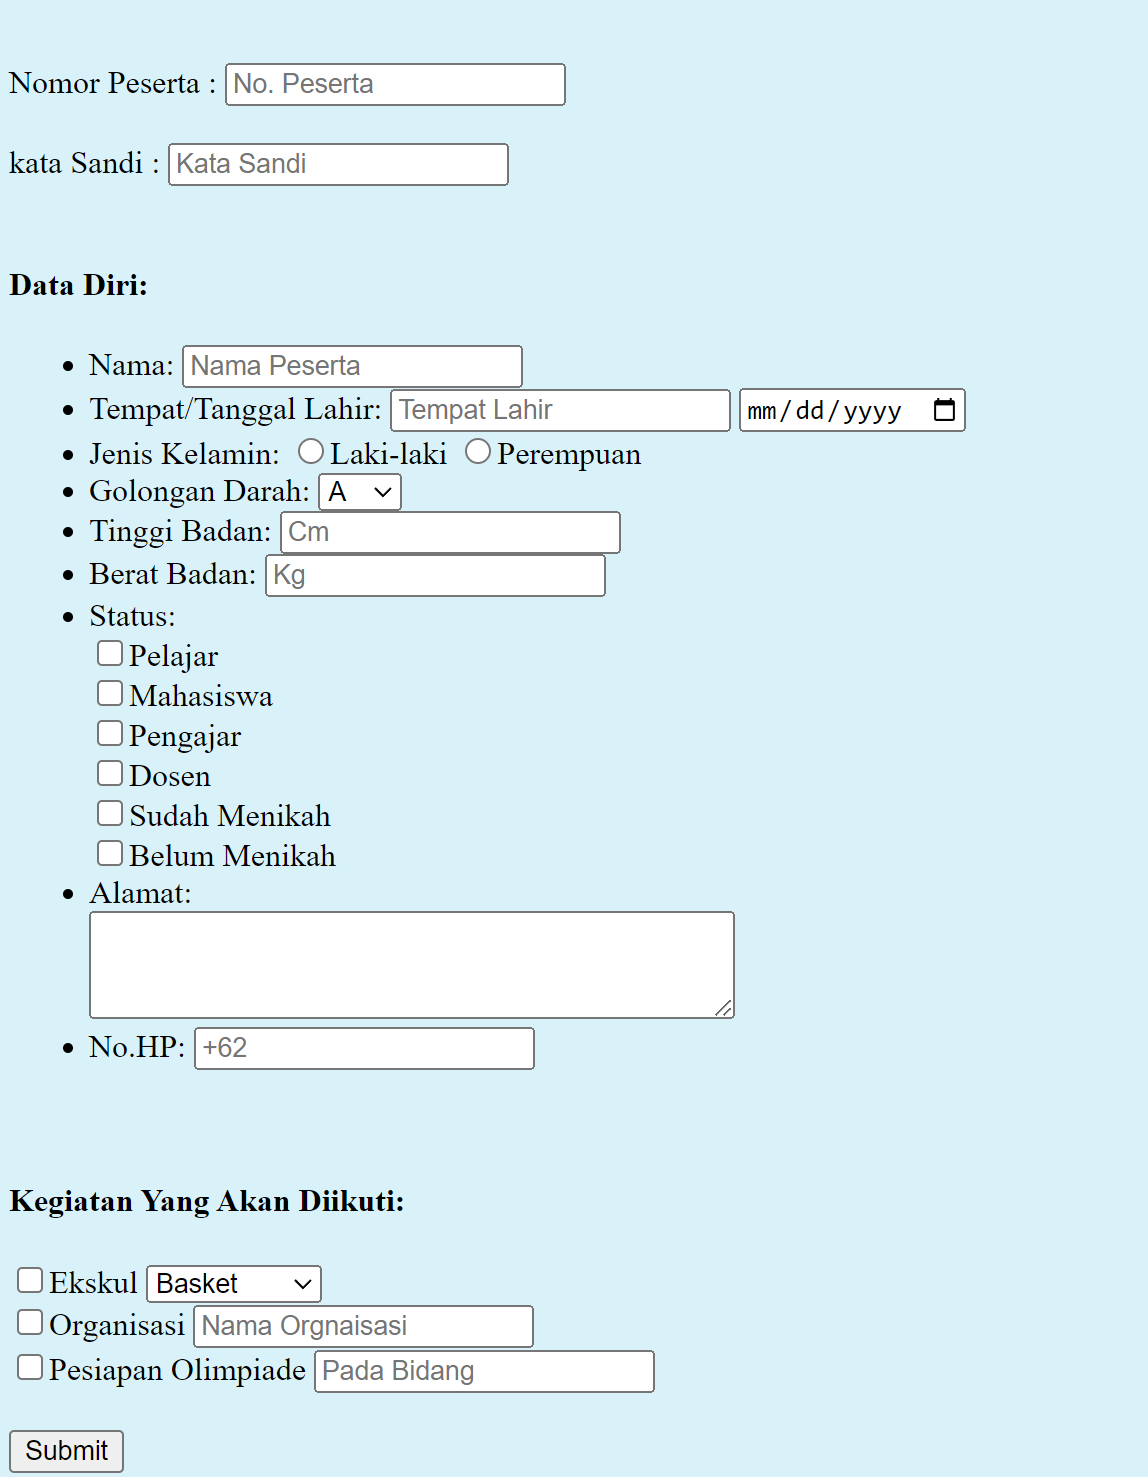 Nomor Peserta : No. Peserta
kata Sandi : Kata Sandi
Data Diri:
Nama: Nama Peserta
Tempat/Tanggal Lahir: Tempat Lahir mm/dd/yyyy
Jenis Kelamin: Laki-laki Perempuan
Golongan Darah: A
Tinggi Badan: Cm
Berat Badan: Kg
Status:
Pelajar
Mahasiswa
Pengajar
Dosen
Sudah Menikah
Belum Menikah
Alamat:
No.HP: +62
Kegiatan Yang Akan Diikuti:
Ekskul Basket
Organisasi Nama Orgnaisasi
Pesiapan Olimpiade Pada Bidang
Submit